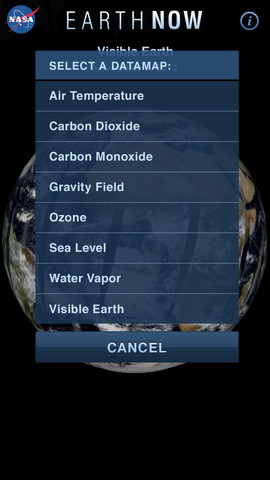 NASA
EARTH NOW
i
Visible Earth
SELECT A DATAMAP:
Air Temperature
Carbon Dioxide
Carbon Monoxide
Gravity Field
Ozone
Sea Level
Water Vapor
Visible Earth
CANCEL